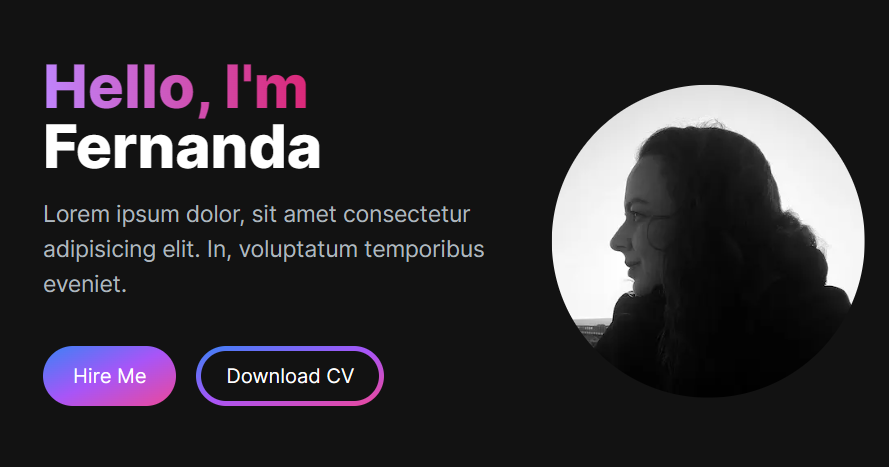 Hello, I'm
Fernanda
Lorem ipsum dolor, sit amet consectetur
adipisicing elit. In, voluptatum temporibus
eveniet.
Hire Me
Download CV